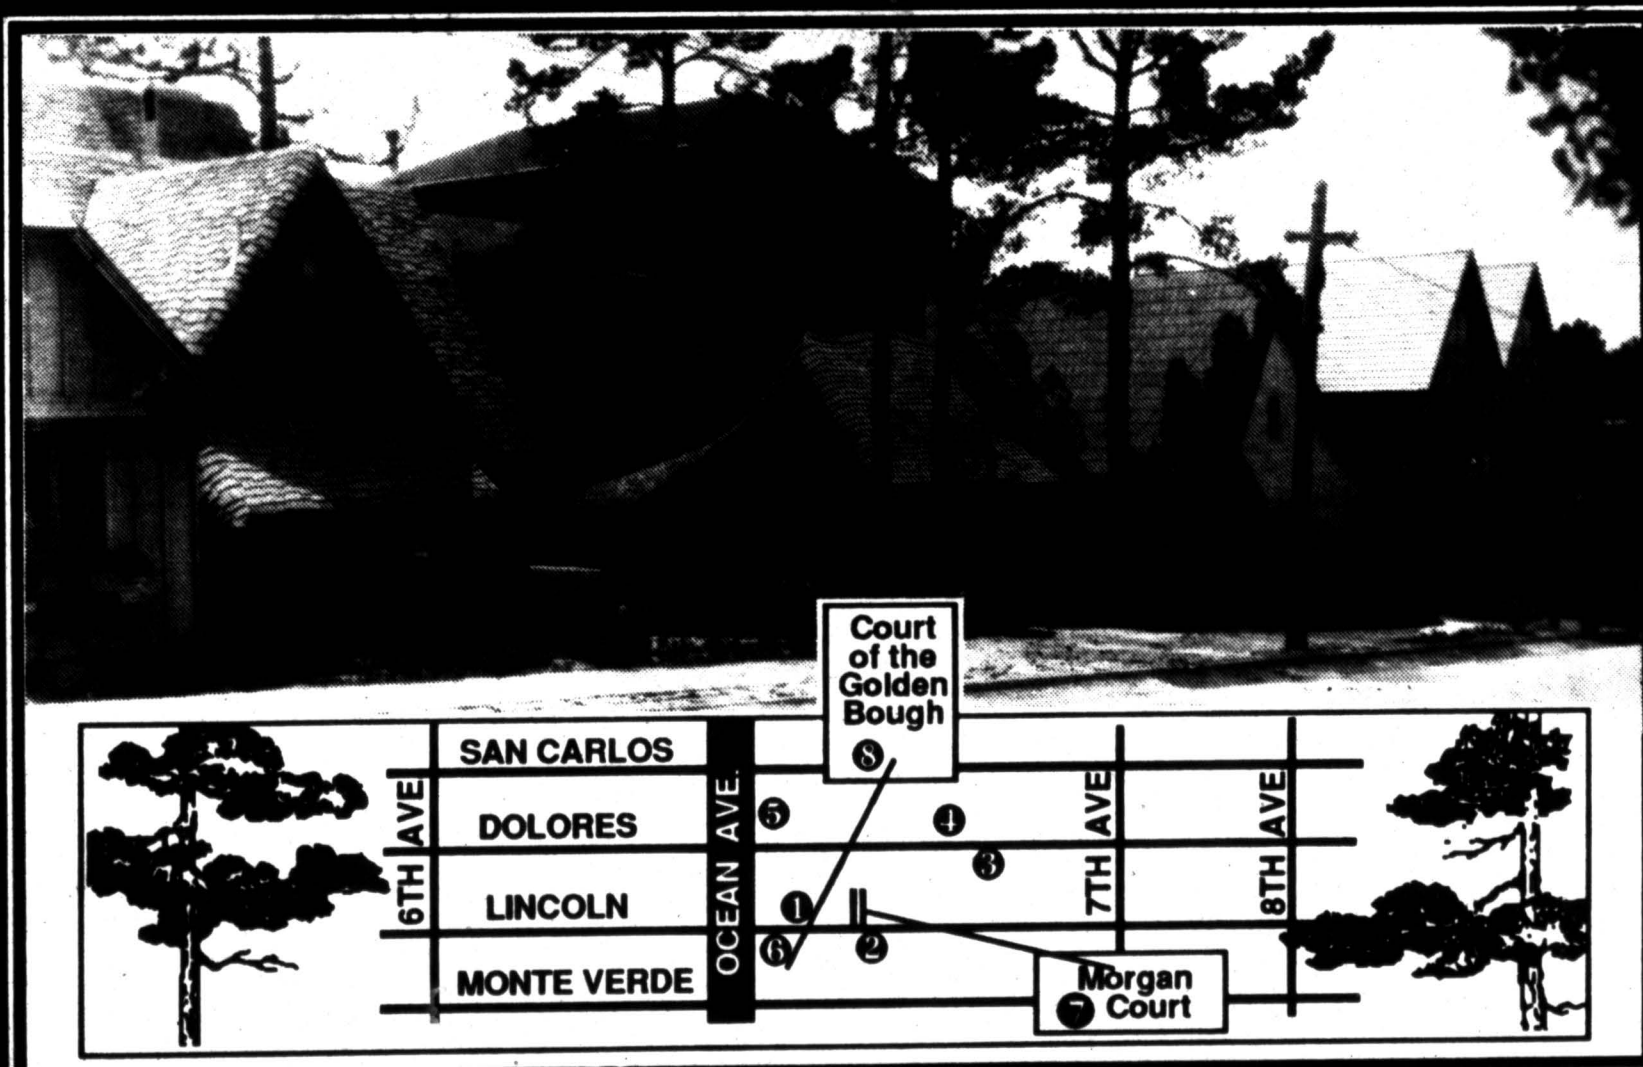 Court
of the
Golden
Bough
8
SAN CARLOS
6TH AVE.
OCEAN AVE.
7TH AVE
8TH AVE
5
4
DOLORES
3
1
LINCOLN
6
2
MONTE VERDE
Morgan
7 Court